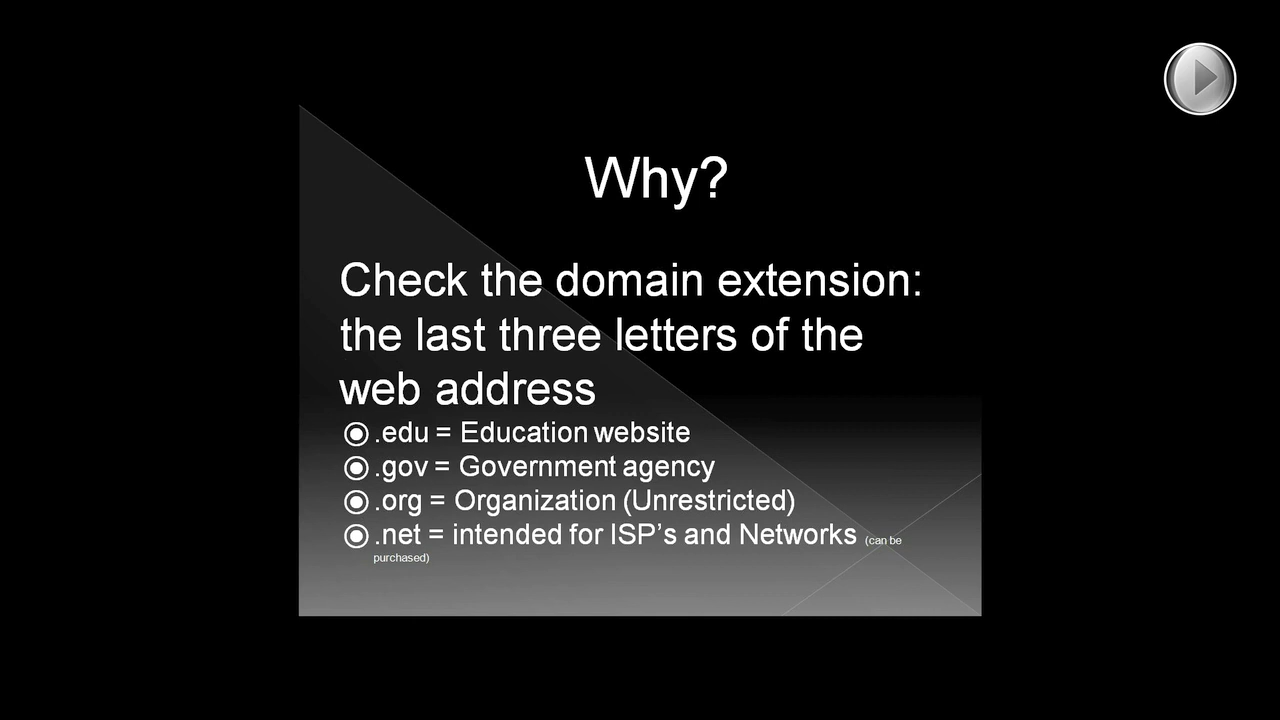 Why?
Check the domain extension:
the last three letters of the
web address
.edu = Education website
.gov = Government agency
.org = Organization (Unrestricted)
.net = intended for ISP’s and Networks (can be
purchased)